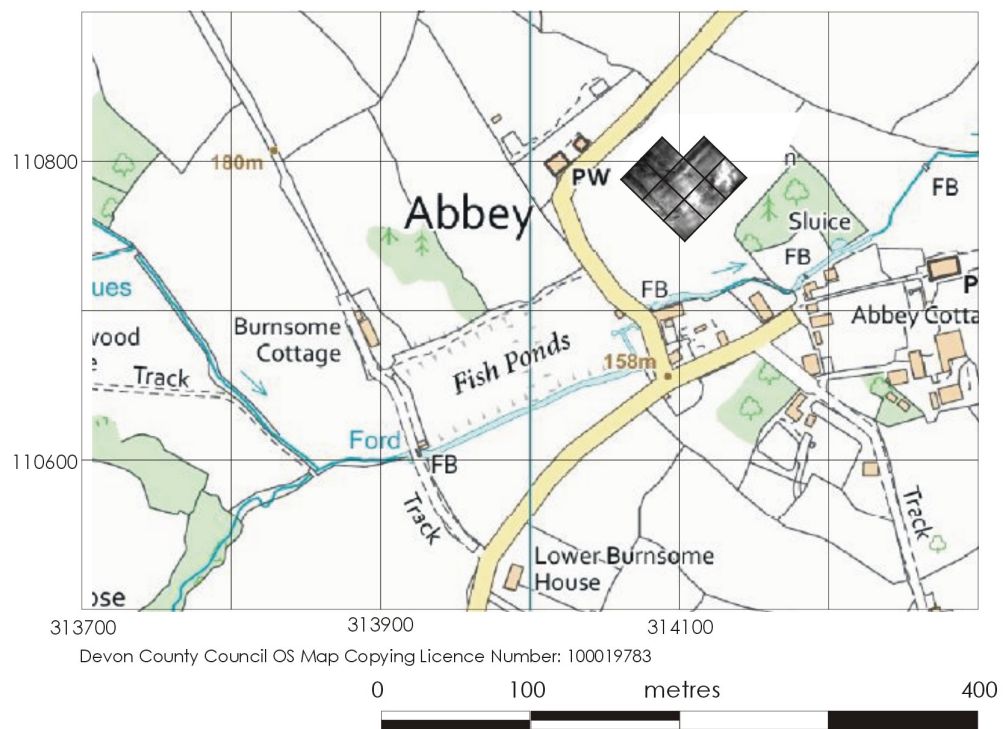 110800
180m
PW
n
FB
Abbey
Sluice
FB
ues
FB
P
wood
e
Burnsome
Cottage
Abbey Cotta
Fish Ponds
158m
Track
Ford
FB
110600
Track
Track
Lower Burnsome
House
ose
313700
313900
314100
Devon County Council OS Map Copying Licence Number: 100019783
0 100 metres 400